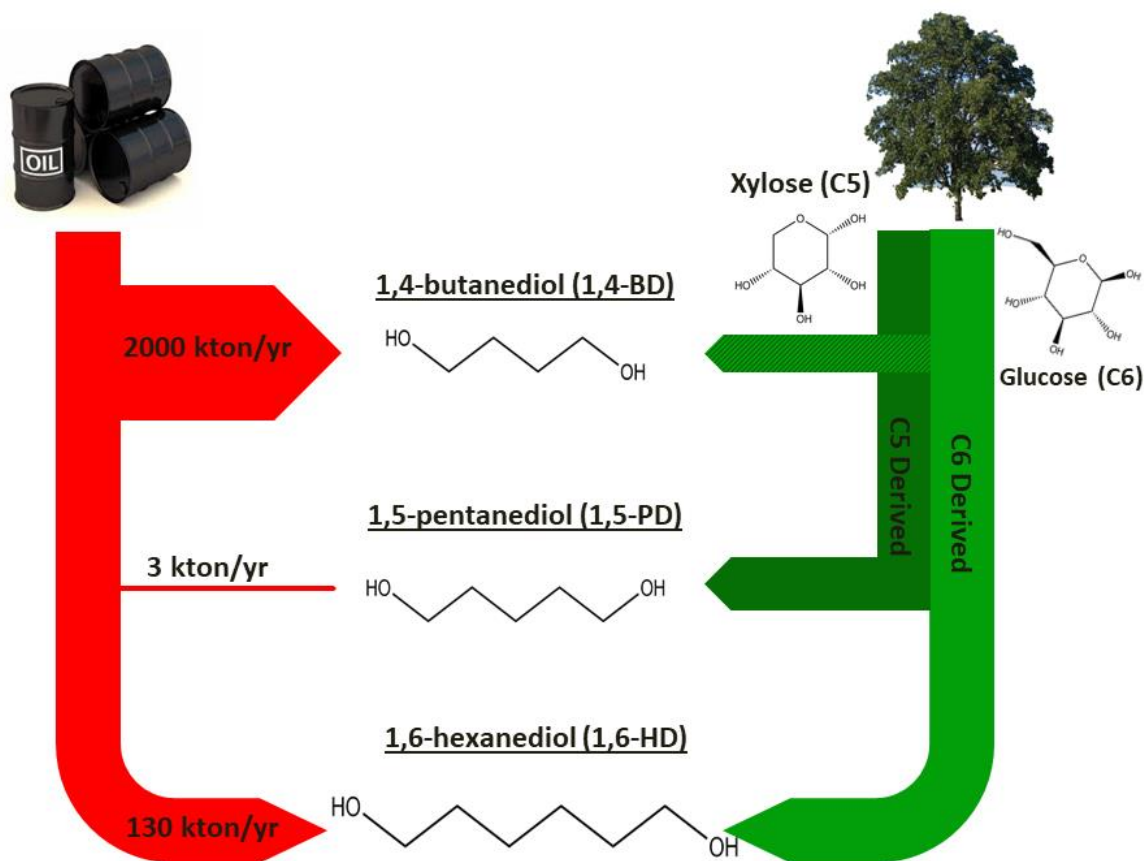 OIL
Xylose (C5)
O
OH
HO
OH
OH
HO
O
OH
HO
OH
OH
Glucose (C6)
1,4-butanediol (1,4-BD)
2000 kton/yr
HO
OH
C5 Derived
C6 Derived
1,5-pentanediol (1,5-PD)
3 kton/yr
HO
OH
1,6-hexanediol (1,6-HD)
130 kton/yr
HO
OH